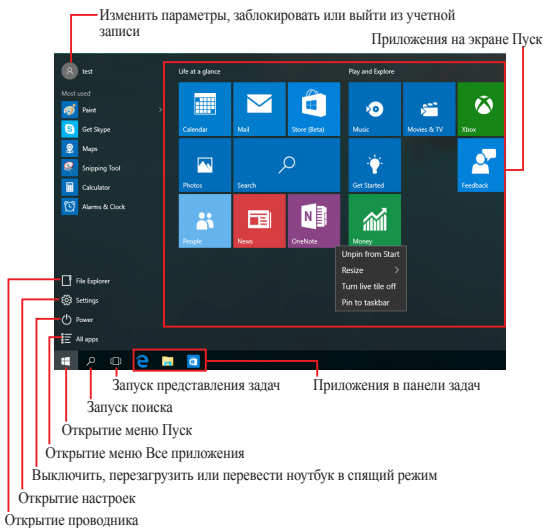 Изменить параметры, заблокировать или выйти из учетной
записи
Приложения на экране Пуск
test
Life at a glance
Play and Explore
Most used
Paint
Get Skype
Maps
Snipping Tool
Calculator
Alarms & Clock
Calendar
Mail
Store (Beta)
Music
Movies & TV
Xbox
Photos
Search
Get Started
Feedback
People
News
OneNote
Money
Unpin from Start
Resize
Turn live tile off
Pin to taskbar
File Explorer
Settings
Power
All apps
Запуск представления задач
Приложения в панели задач
Запуск поиска
Открытие меню Пуск
Открытие меню Все приложения
Выключить, перезагрузить или перевести ноутбук в спящий режим
Открытие настроек
Открытие проводника